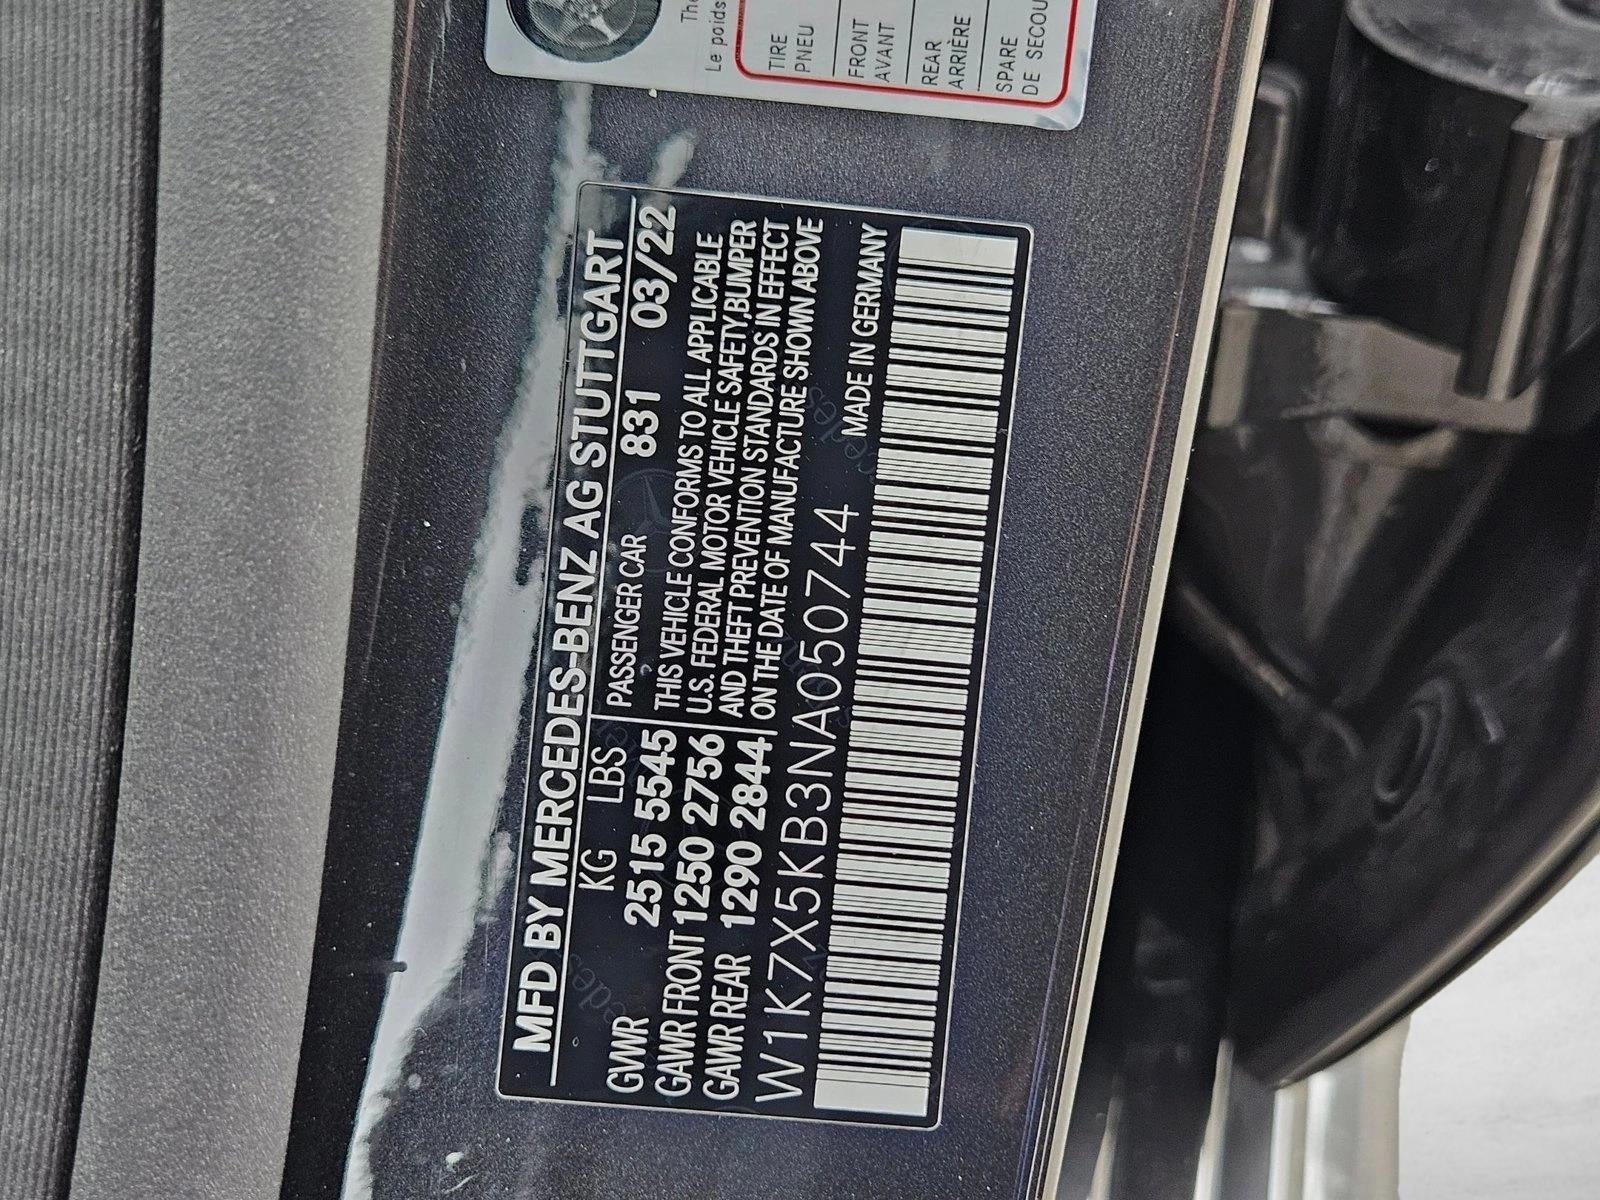 Th
Le poids
TIRE
PNEU
FRONT
AVANT
REAR
ARRIÈRE
SPARE
DE SECOU
MFD BY MERCEDES-BENZ AG STUTTGART
KG LBS PASSENGER CAR 831 03/22
GVWR 2515 5545
GAWR FRONT 1250 2756
GAWR REAR 1290 2844
THIS VEHICLE CONFORMS TO ALL APPLICABLE
U.S. FEDERAL MOTOR VEHICLE SAFETY,BUMPER
AND THEFT PREVENTION STANDARDS IN EFFECT
ON THE DATE OF MANUFACTURE SHOWN ABOVE
W1K7X5KB3NA050744 MADE IN GERMANY